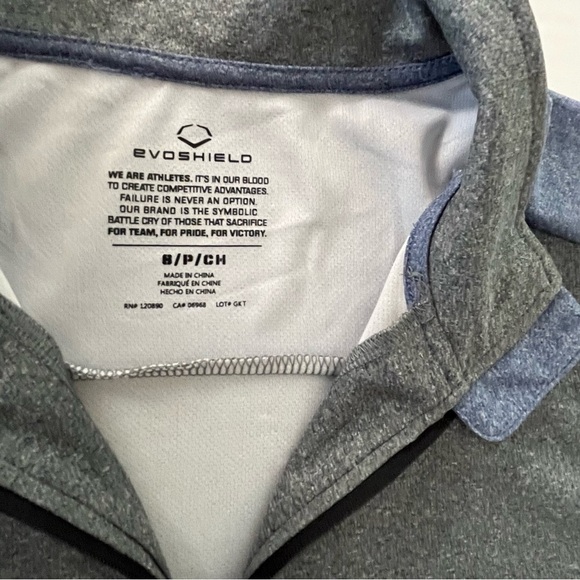 EVOSHIELD
WE ARE ATHLETES. IT'S IN OUR BLOOD
TO CREATE COMPETITIVE ADVANTAGES.
FAILURE IS NEVER AN OPTION.
OUR BRAND IS THE SYMBOLIC
BATTLE CRY OF THOSE THAT SACRIFICE
FOR TEAM, FOR PRIDE, FOR VICTORY.
S/P/CH
MADE IN CHINA
FABRIQUÉ EN CHINE
HECHO EN CHINA
RN# 120890 CA# 06968 LOT# GKT